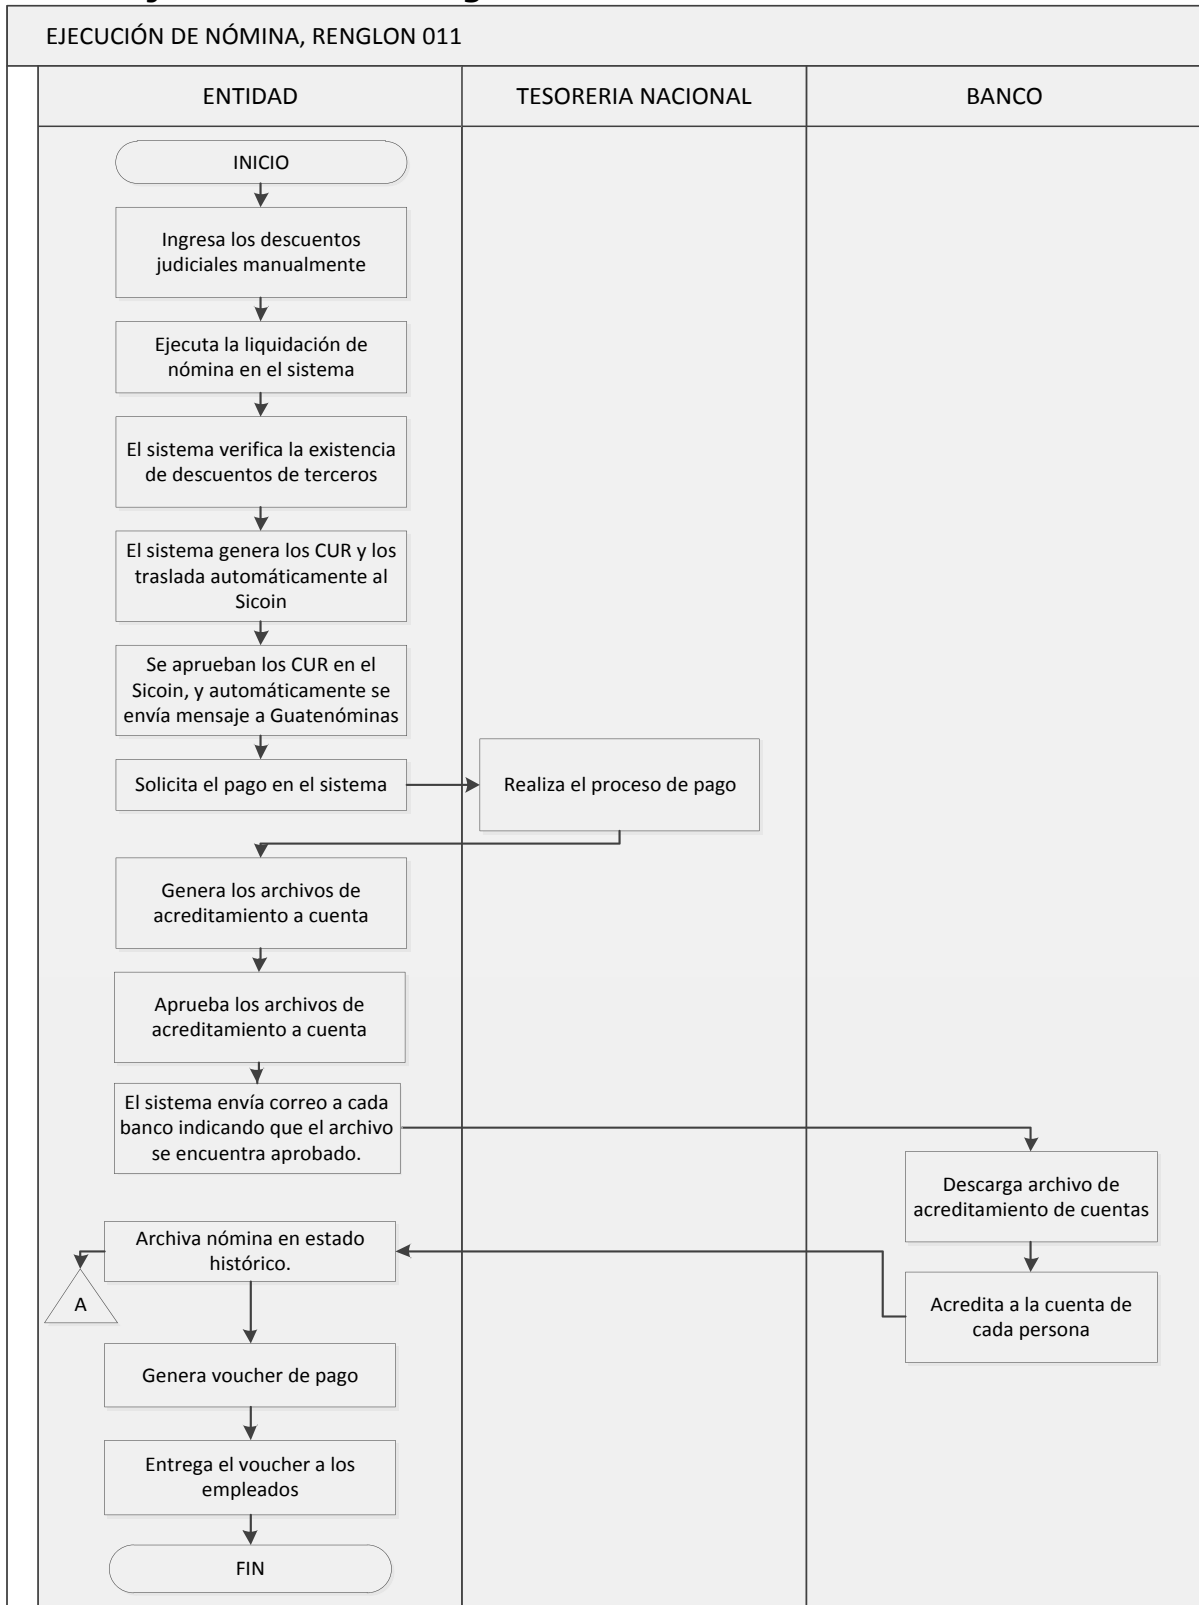 EJECUCIÓN DE NÓMINA, RENGLON 011
ENTIDAD
TESORERIA NACIONAL
BANCO
INICIO
Ingresa los descuentos
judiciales manualmente
Ejecuta la liquidación de
nómina en el sistema
El sistema verifica la existencia
de descuentos de terceros
El sistema genera los CUR y los
traslada automáticamente al
Sicoin
Se aprueban los CUR en el
Sicoin, y automáticamente se
envía mensaje a Guatenóminas
Solicita el pago en el sistema
Realiza el proceso de pago
Genera los archivos de
acreditamiento a cuenta
Aprueba los archivos de
acreditamiento a cuenta
El sistema envía correo a cada
banco indicando que el archivo
se encuentra aprobado.
Descarga archivo de
acreditamiento de cuentas
Acredita a la cuenta de
cada persona
Archiva nómina en estado
histórico.
A
Genera voucher de pago
Entrega el voucher a los
empleados
FIN